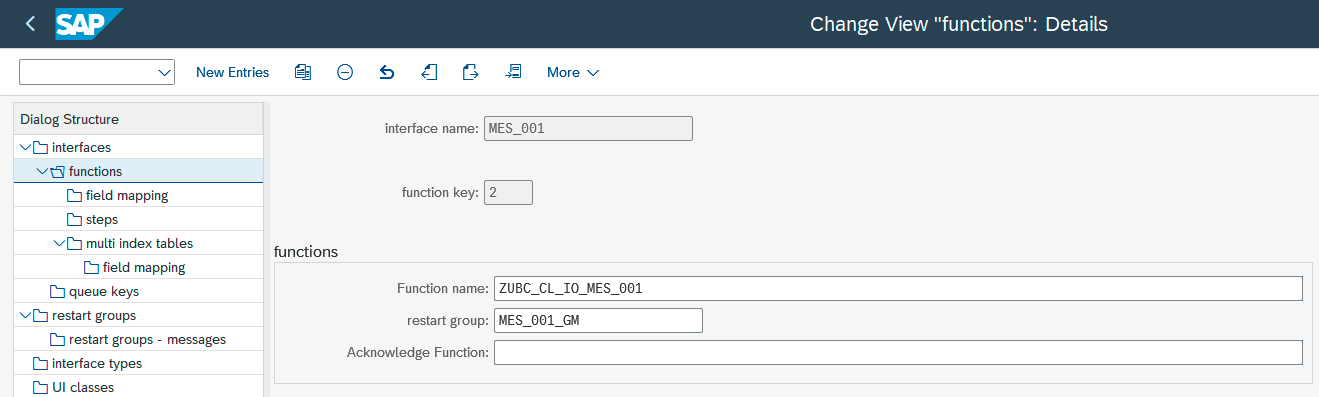 SAP
Change View "functions": Details
New Entries
More
Dialog Structure
interfaces
functions
field mapping
steps
multi index tables
field mapping
queue keys
restart groups
restart groups - messages
interface types
UI classes
interface name: MES_001
function key: 2
functions
Function name: ZUBC_CL_IO_MES_001
restart group: MES_001_GM
Acknowledge Function: